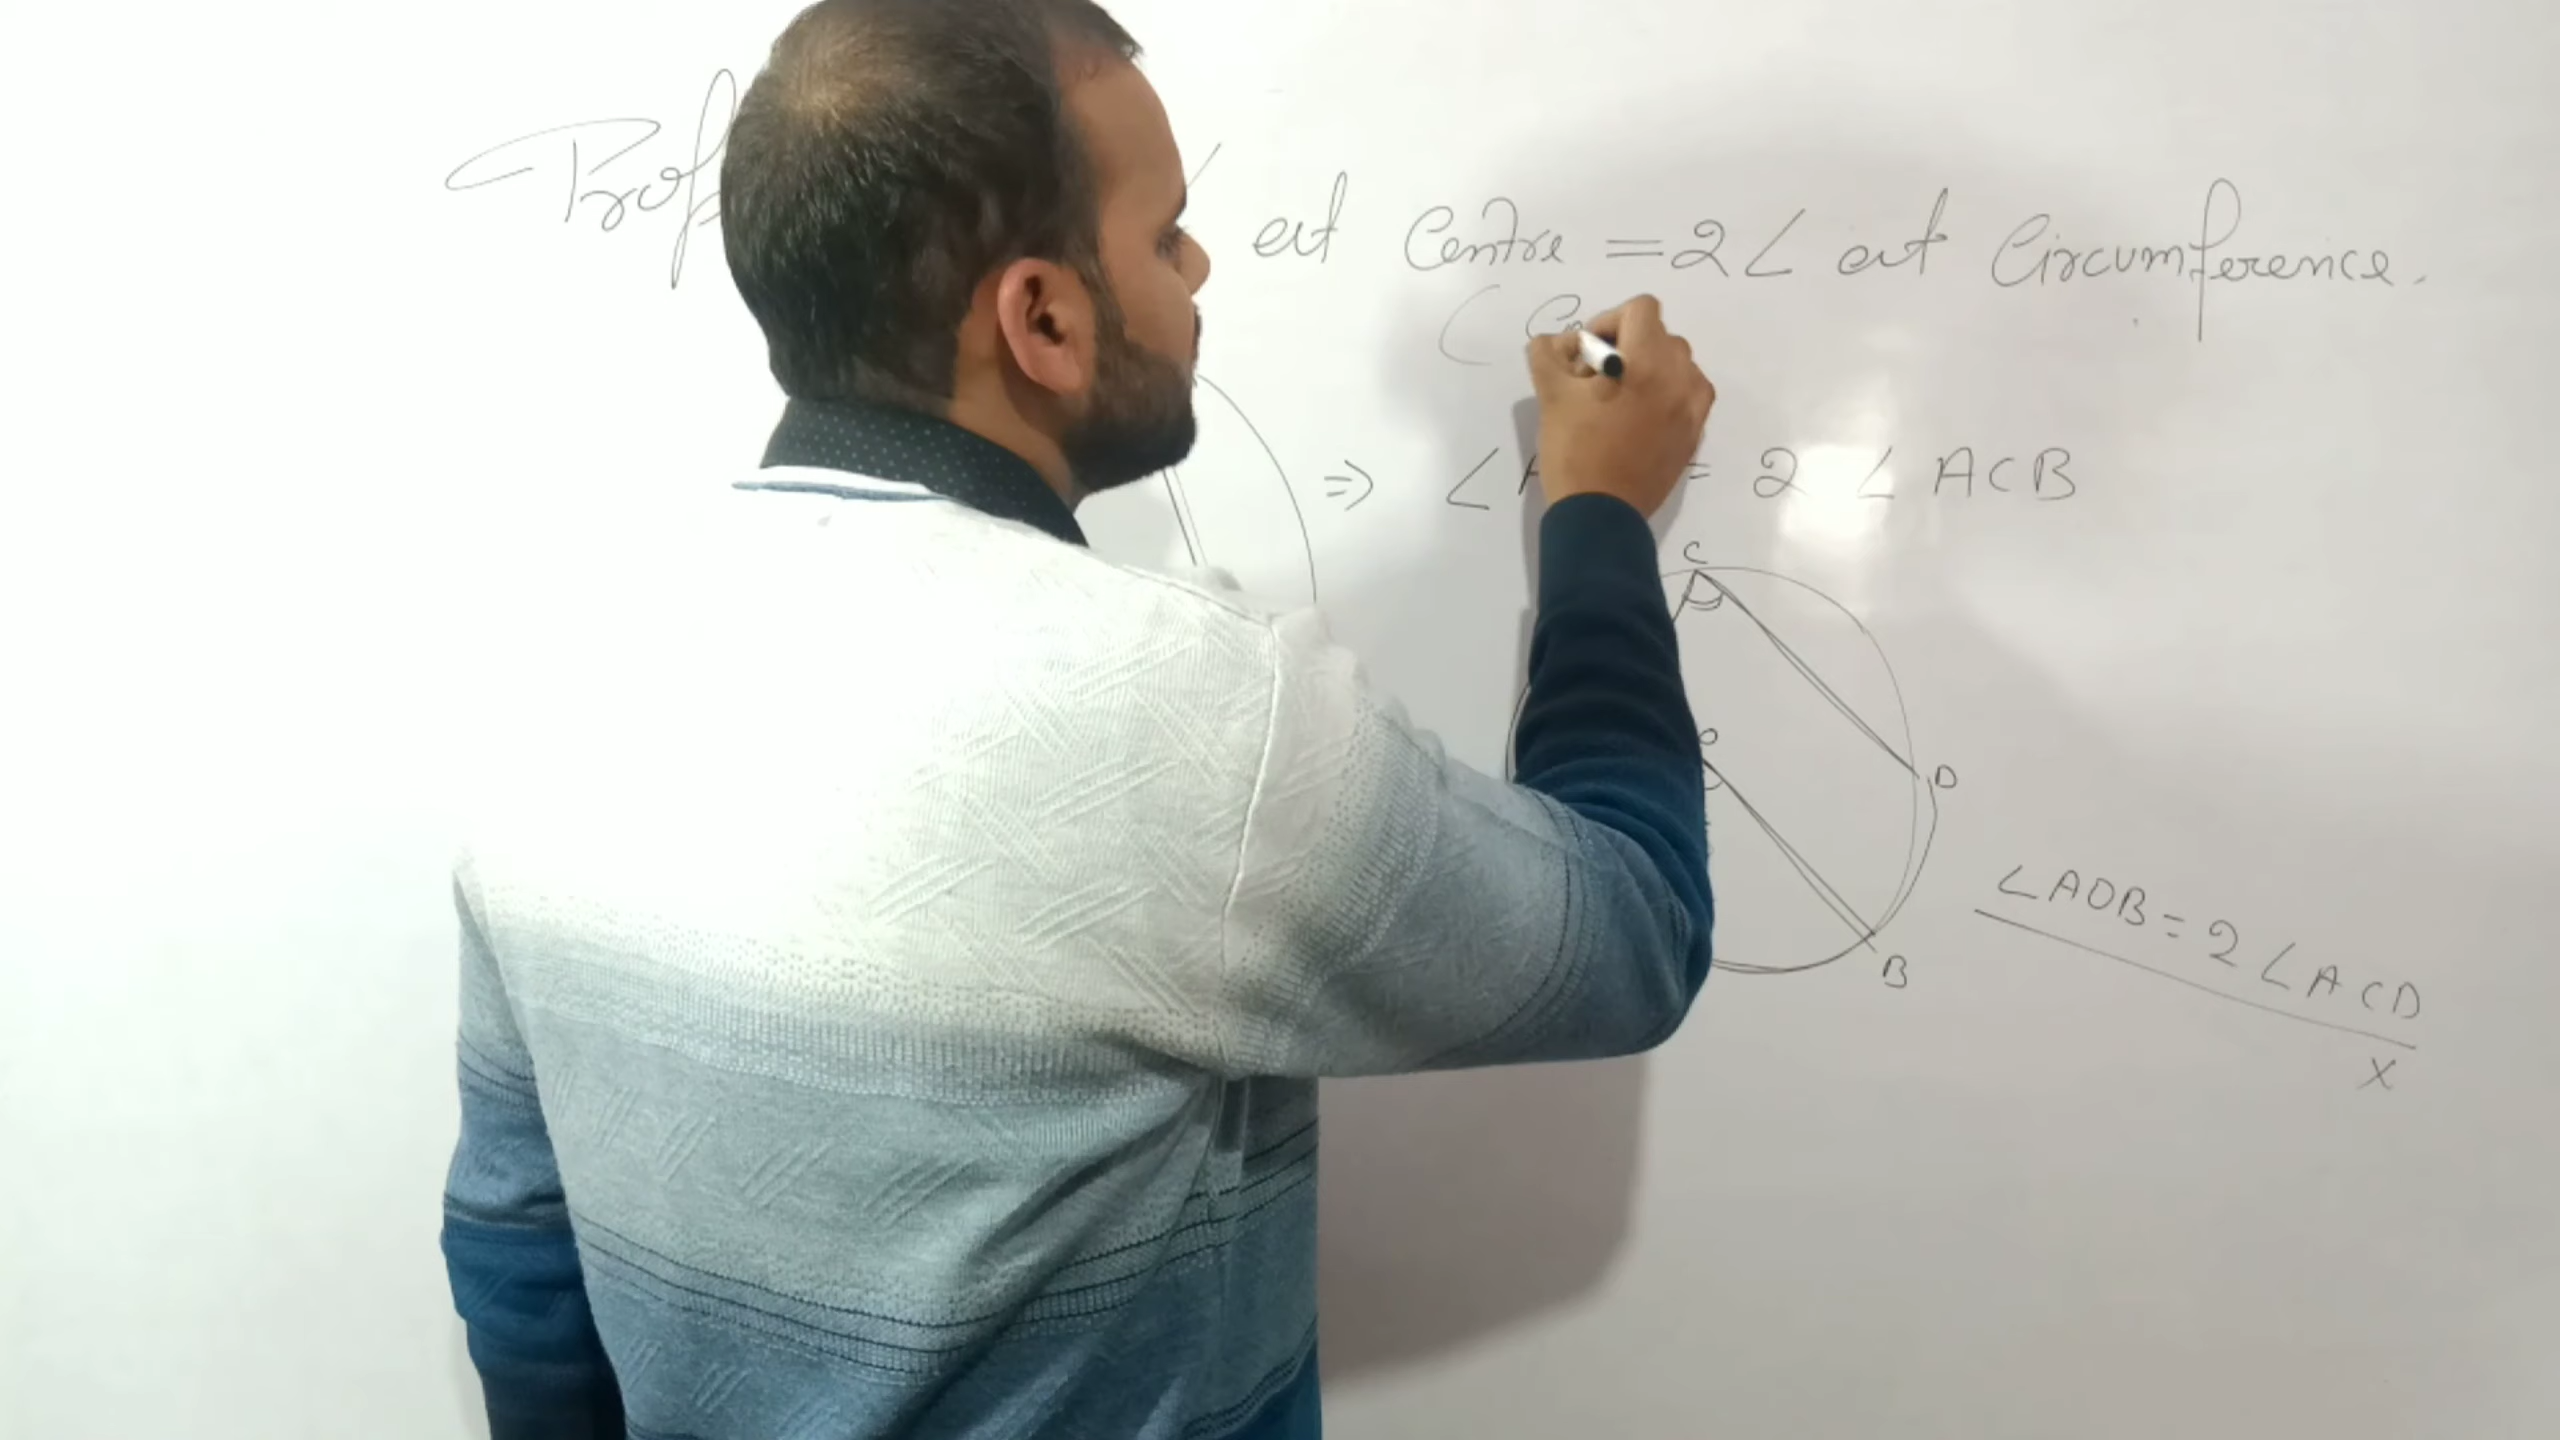 ∠ at Centre = 2∠ at Circumference.
(
⇒ ∠A = 2 ∠ACB
C
O
D
B
∠AOB = 2∠ACD
X